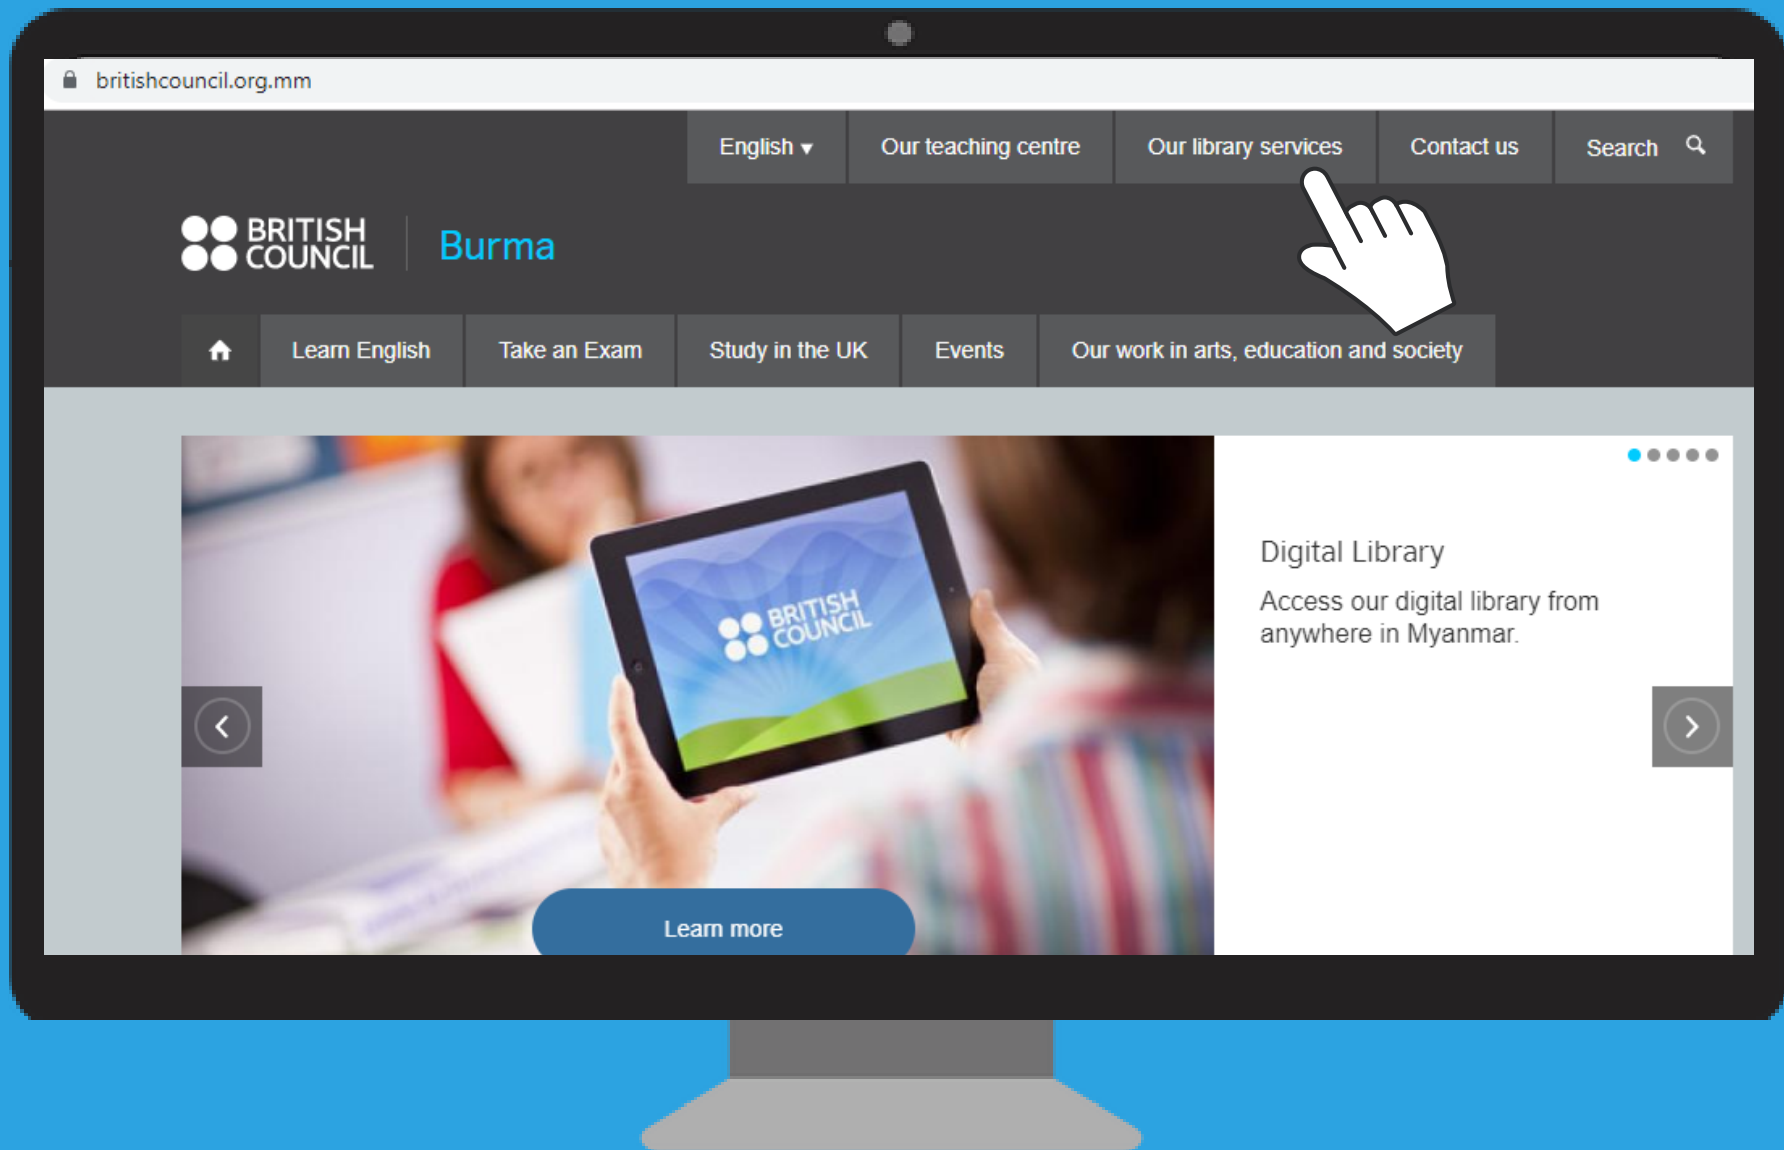 britishcouncil.org.mm
English ▾
Our teaching centre
Our library services
Contact us
Search
BRITISH
COUNCIL
Burma
Learn English
Take an Exam
Study in the UK
Events
Our work in arts, education and society
BRITISH
COUNCIL
Digital Library
Access our digital library from
anywhere in Myanmar.
Learn more